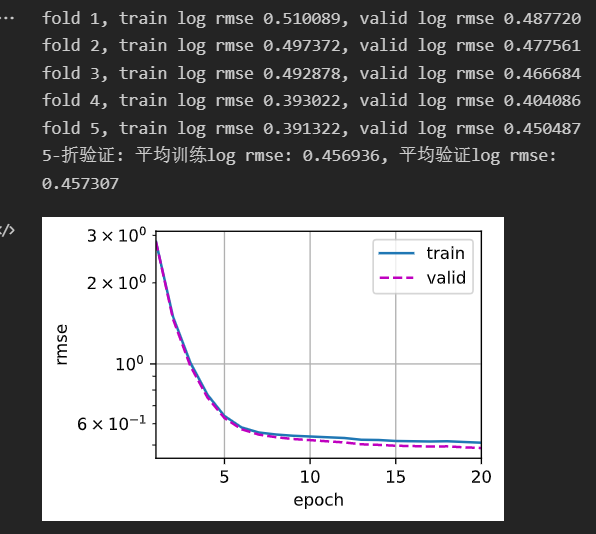 fold 1, train log rmse 0.510089, valid log rmse 0.487720
fold 2, train log rmse 0.497372, valid log rmse 0.477561
fold 3, train log rmse 0.492878, valid log rmse 0.466684
fold 4, train log rmse 0.393022, valid log rmse 0.404086
fold 5, train log rmse 0.391322, valid log rmse 0.450487
5-折验证: 平均训练log rmse: 0.456936, 平均验证log rmse:
0.457307
</>
3 × 10⁰
2 × 10⁰
10⁰
6 × 10⁻¹
rmse
train
valid
5 10 15 20
epoch